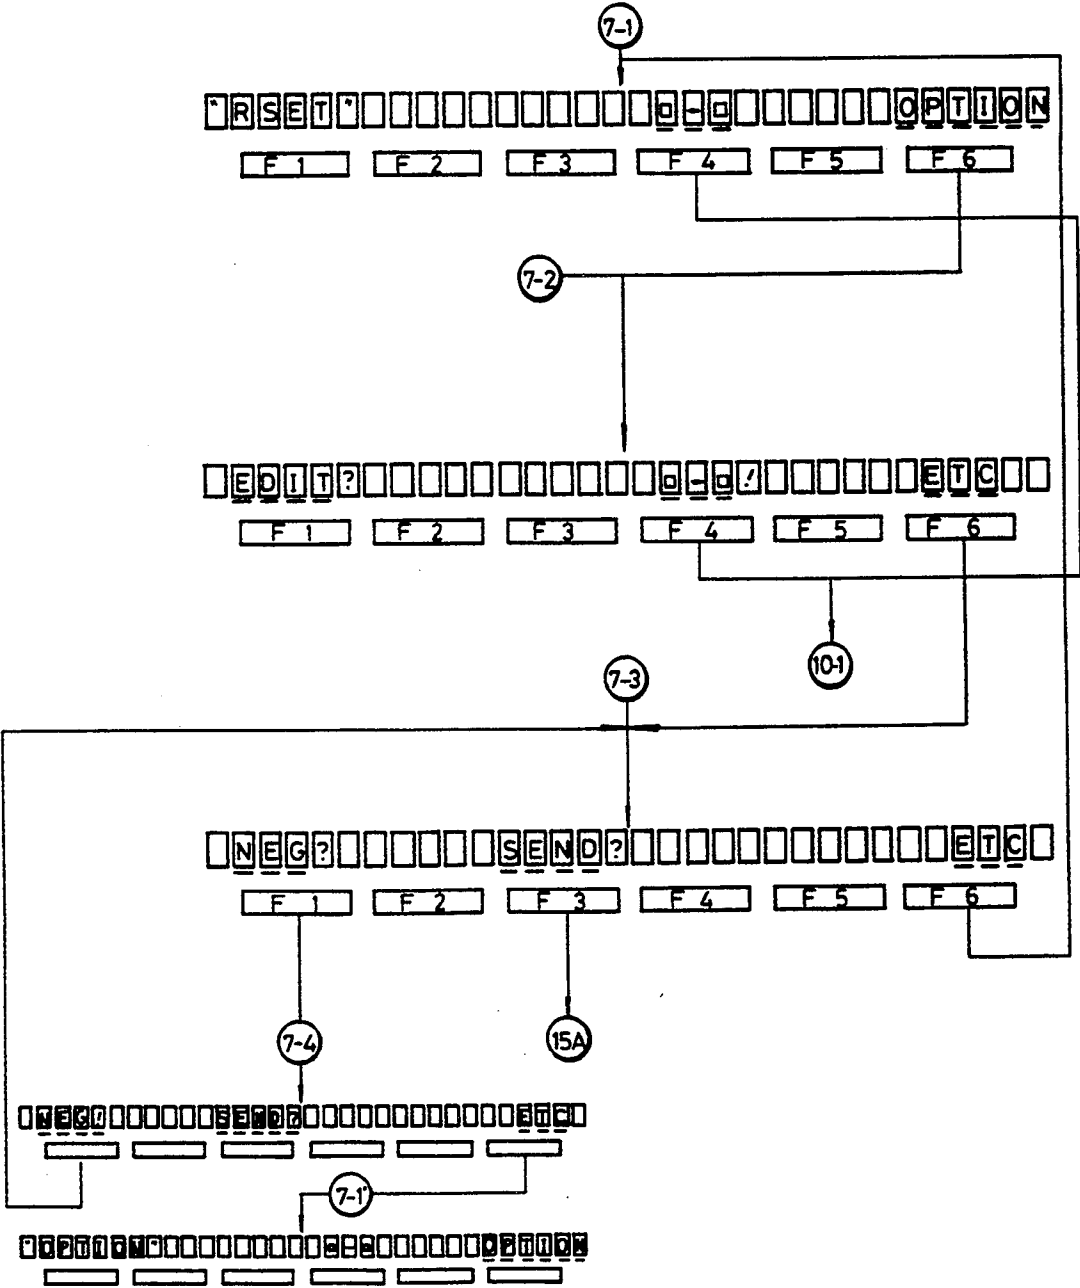 7-1
"RSET" □-□ OPTION
F 1 F 2 F 3 F 4 F 5 F 6
7-2
EDIT? □-□! ETC
F 1 F 2 F 3 F 4 F 5 F 6
10-1
7-3
NEG? SEND? ETC
F 1 F 2 F 3 F 4 F 5 F 6
7-4
15A
NEG! SEND? ETC
7-1'
"OPTION" □-□ OPTION